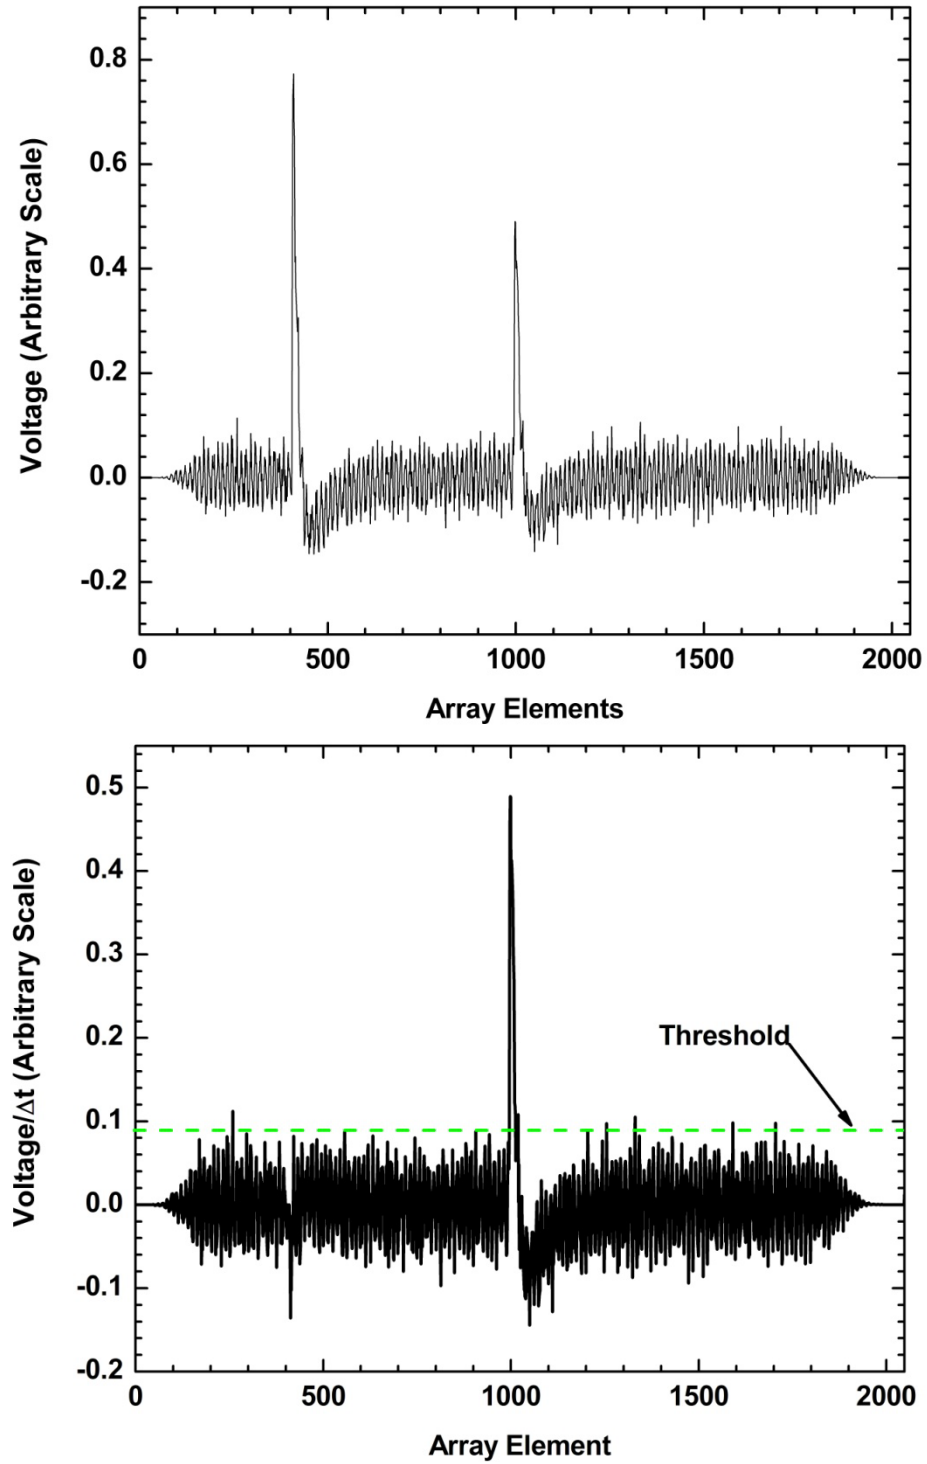 Voltage (Arbitrary Scale)
0.8
0.6
0.4
0.2
0.0
-0.2
0 500 1000 1500 2000
Array Elements
Voltage/Δt (Arbitrary Scale)
0.5
0.4
0.3
0.2
0.1
0.0
-0.1
-0.2
Threshold
0 500 1000 1500 2000
Array Element